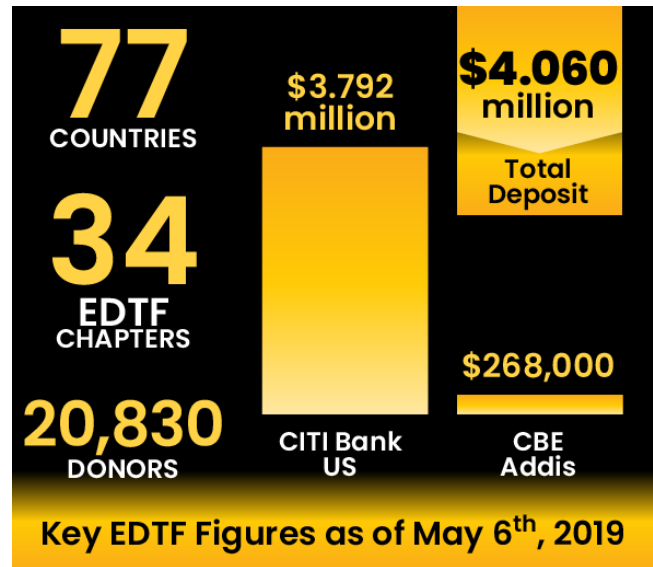 77
COUNTRIES
34
EDTF
CHAPTERS
20,830
DONORS
$3.792
million
CITI Bank
US
$4.060
million
Total
Deposit
$268,000
CBE
Addis
Key EDTF Figures as of May 6th, 2019